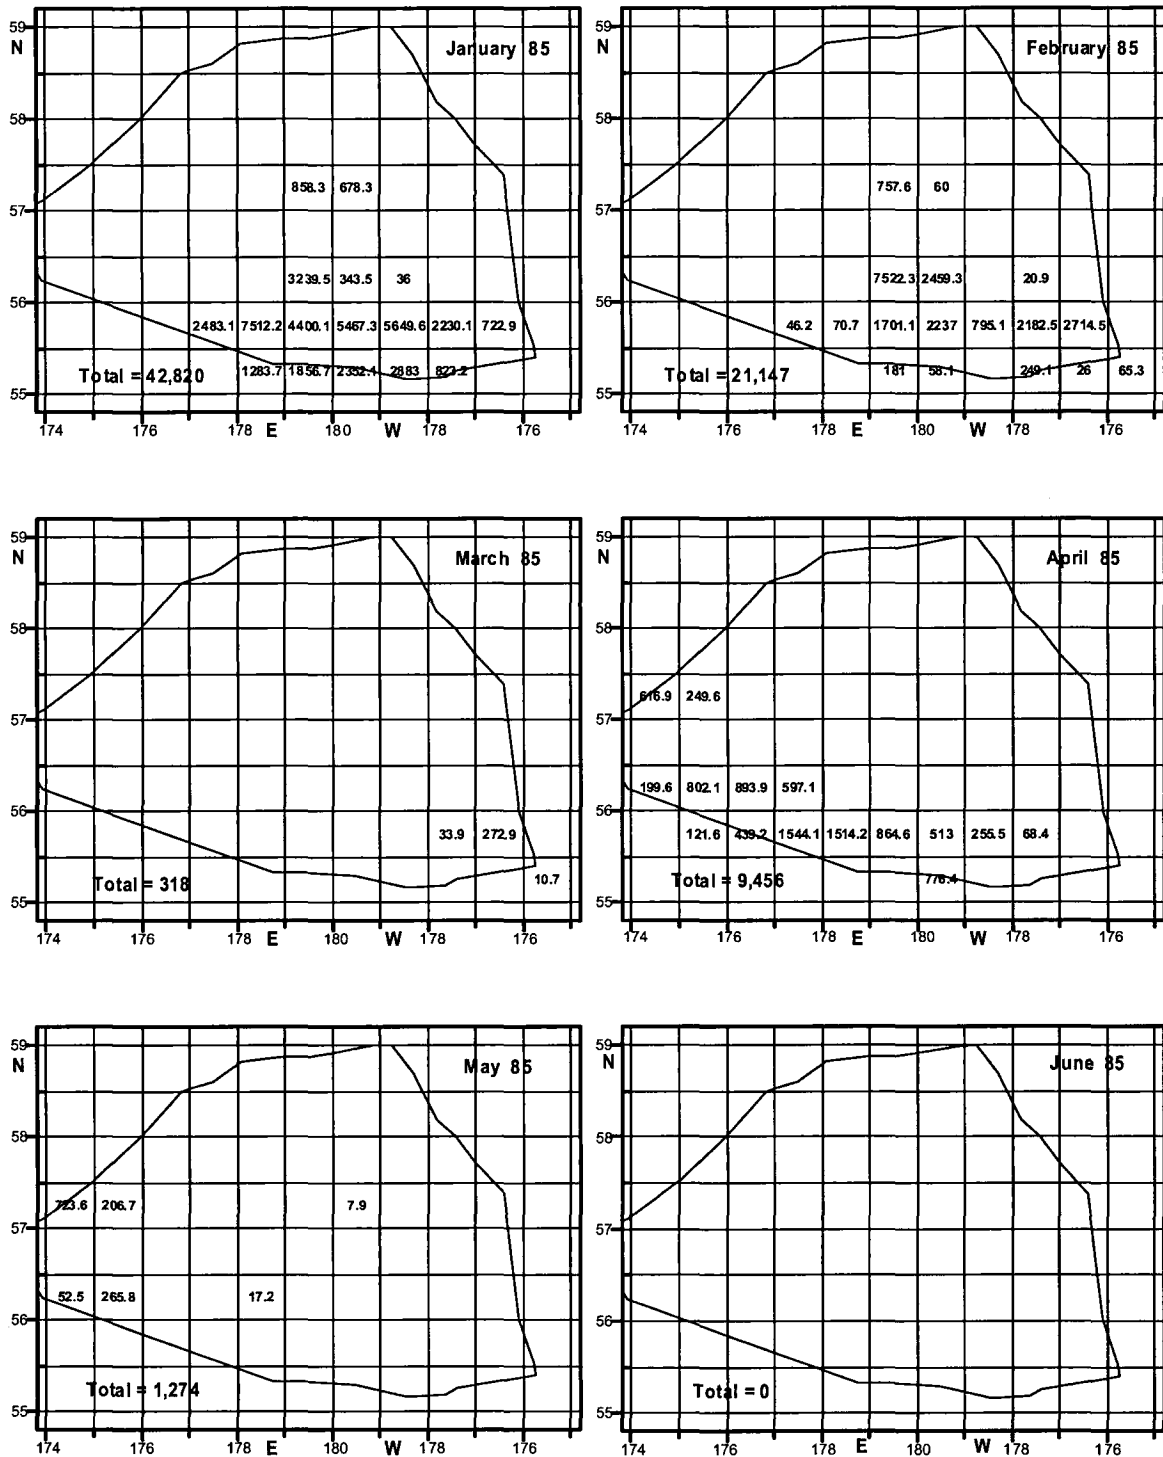 59
N
January 85
58
858.3 678.3
57
3239.5 343.5 36
56
2483.1 7512.2 4400.1 5467.3 5649.6 2230.1 722.9
Total = 42,820
1283.7 1856.7 2352.1 2883 823.2
55
174 176 178 E 180 W 178 176
59
N
February 85
58
757.6 60
57
7522.3 2459.3 20.9
56
46.2 70.7 1701.1 2237 795.1 2182.5 2714.5
Total = 21,147
181 58.1 249.1 26 65.3
55
174 176 178 E 180 W 178 176
59
N
March 85
58
57
56
33.9 272.9
10.7
Total = 318
55
174 176 178 E 180 W 178 176
59
N
April 85
58
616.9 249.6
57
199.6 802.1 893.9 597.1
56
121.6 439.2 1544.1 1514.2 864.6 513 255.5 68.4
Total = 9,456
776.4
55
174 176 178 E 180 W 178 176
59
N
May 85
58
723.6 206.7 7.9
57
52.5 265.8 17.2
56
Total = 1,274
55
174 176 178 E 180 W 178 176
59
N
June 85
58
57
56
Total = 0
55
174 176 178 E 180 W 178 176